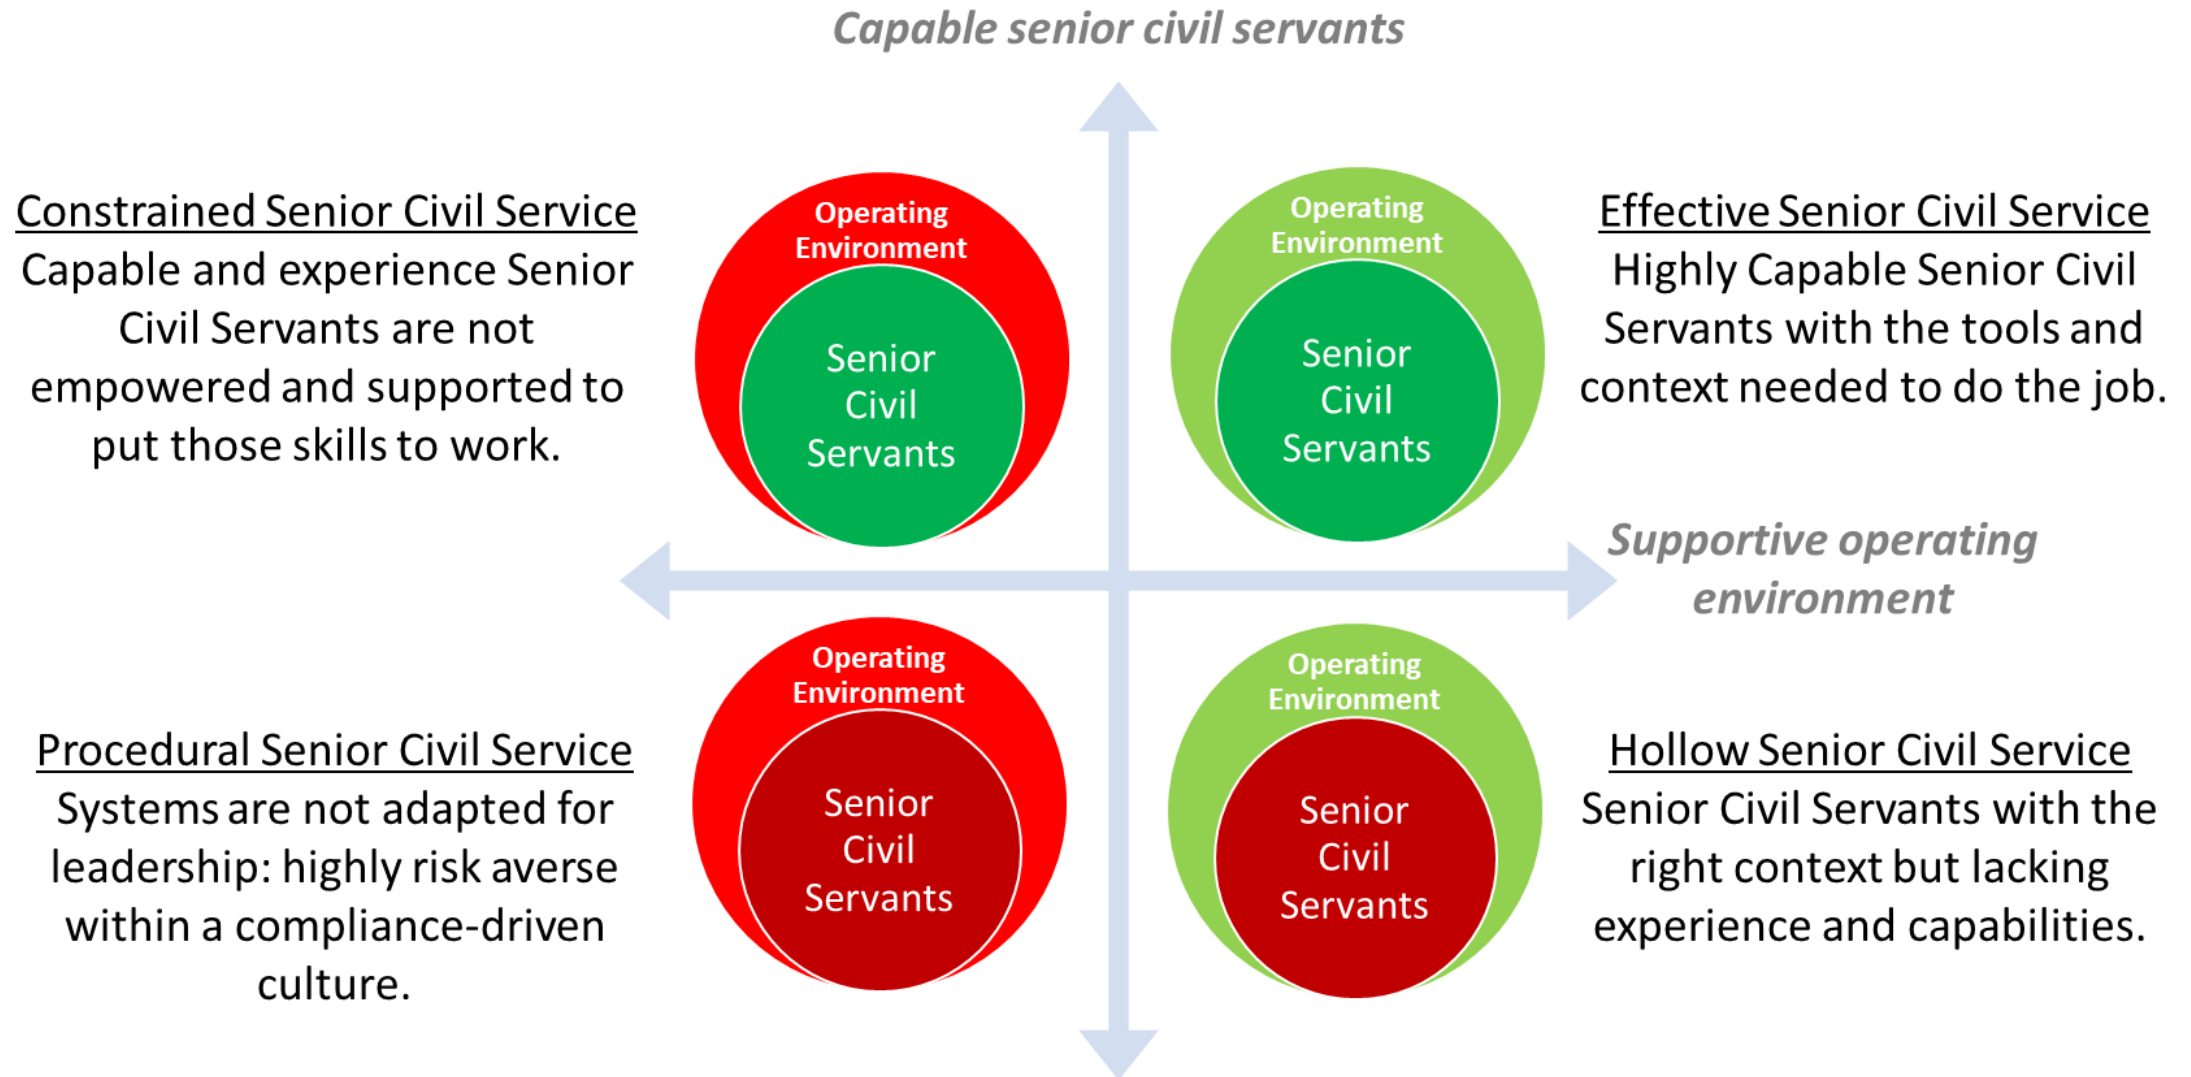 Capable senior civil servants
Constrained Senior Civil Service
Capable and experience Senior
Civil Servants are not
empowered and supported to
put those skills to work.
Operating
Environment
Senior
Civil
Servants
Operating
Environment
Senior
Civil
Servants
Effective Senior Civil Service
Highly Capable Senior Civil
Servants with the tools and
context needed to do the job.
Supportive operating
environment
Procedural Senior Civil Service
Systems are not adapted for
leadership: highly risk averse
within a compliance-driven
culture.
Operating
Environment
Senior
Civil
Servants
Operating
Environment
Senior
Civil
Servants
Hollow Senior Civil Service
Senior Civil Servants with the
right context but lacking
experience and capabilities.